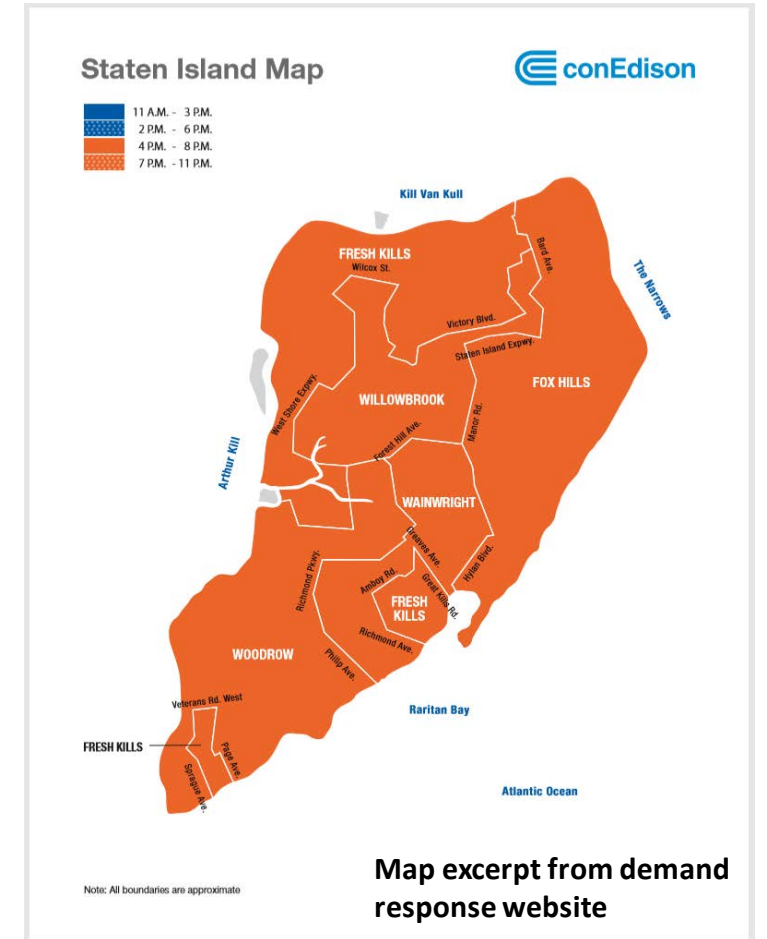 Staten Island Map
conEdison
11 A.M. - 3 P.M.
2 P.M. - 6 P.M.
4 P.M. - 8 P.M.
7 P.M. - 11 P.M.
Kill Van Kull
The Narrows
FRESH KILLS
Wilcox St.
Bard Ave.
Victory Blvd.
Staten Island Expwy.
FOX HILLS
West Shore Expwy.
WILLOWBROOK
Manor Rd.
Forest Hill Ave.
Arthur Kill
WAINWRIGHT
Greaves Ave.
Hylan Blvd.
Richmond Pkwy.
Amboy Rd.
Great Kills Rd.
FRESH
KILLS
Richmond Ave.
WOODROW
Philip Ave.
Veterans Rd. West
Raritan Bay
FRESH KILLS
Page Ave.
Sprague Ave.
Atlantic Ocean
Note: All boundaries are approximate
Map excerpt from demand
response website